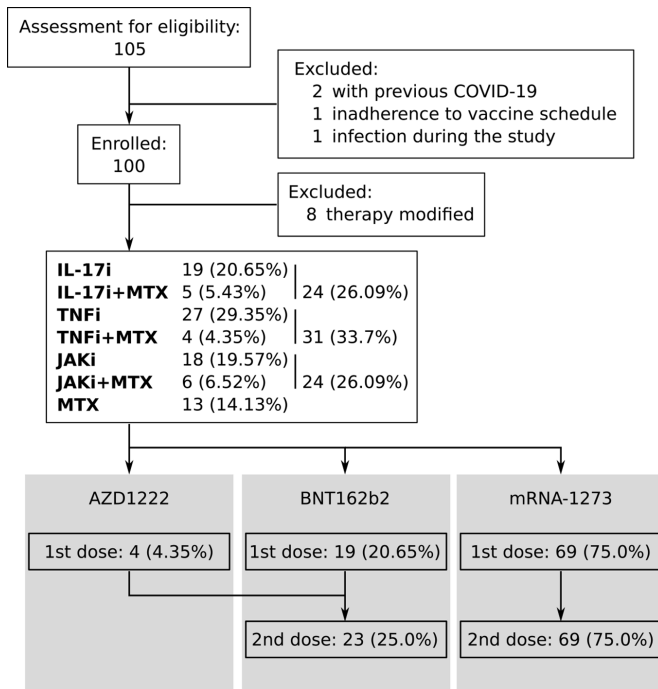 Assessment for eligibility:
105
Excluded:
2 with previous COVID-19
1 inadherence to vaccine schedule
1 infection during the study
Enrolled:
100
Excluded:
8 therapy modified
IL-17i 19 (20.65%)
IL-17i+MTX 5 (5.43%) 24 (26.09%)
TNFi 27 (29.35%)
TNFi+MTX 4 (4.35%) 31 (33.7%)
JAKi 18 (19.57%)
JAKi+MTX 6 (6.52%) 24 (26.09%)
MTX 13 (14.13%)
AZD1222 BNT162b2 mRNA-1273
1st dose: 4 (4.35%) 1st dose: 19 (20.65%) 1st dose: 69 (75.0%)
2nd dose: 23 (25.0%) 2nd dose: 69 (75.0%)